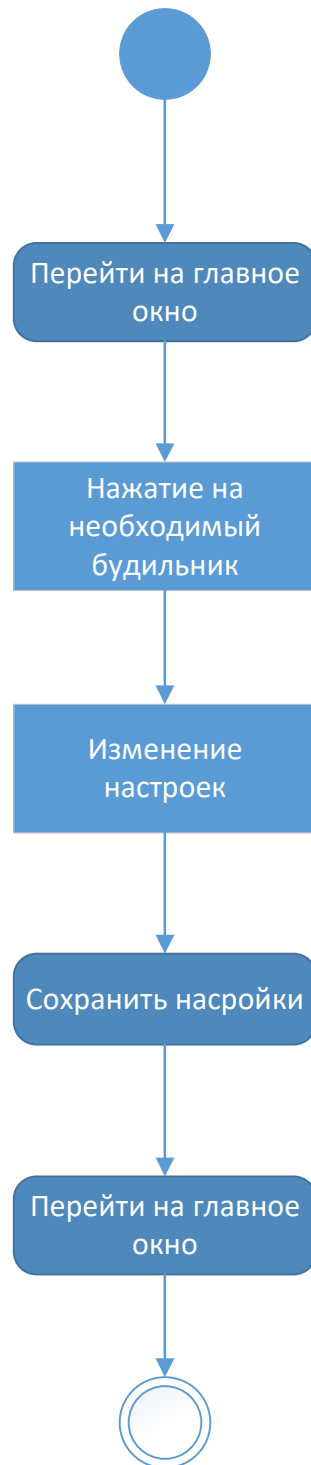 Перейти на главное
окно
Нажатие на
необходимый
будильник
Изменение
настроек
Сохранить насройки
Перейти на главное
окно